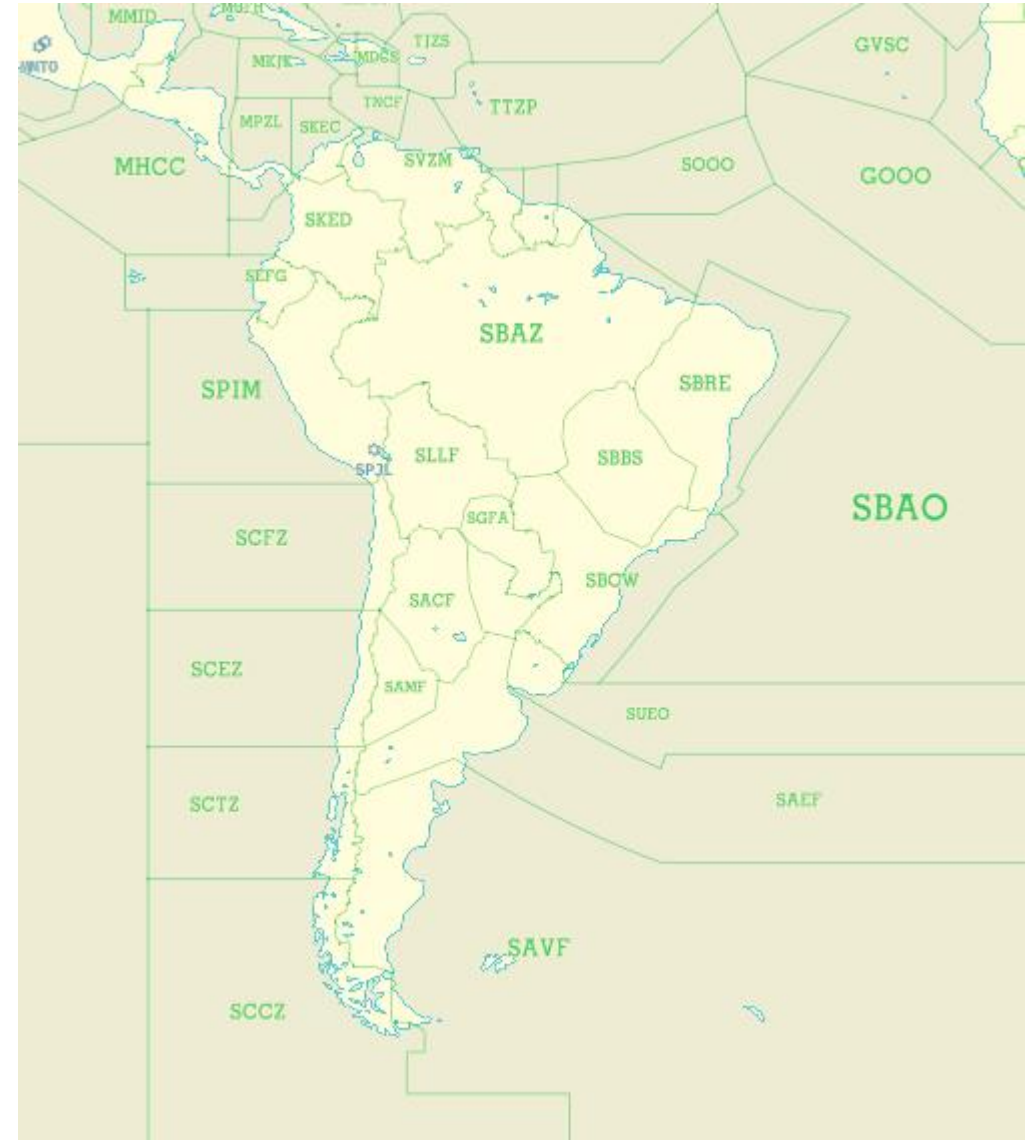 MMID
TJZS
GVSC
MKJK
MDCS
TNCF
TTZP
MPZL
SKEC
MHCC
SVZM
SOOO
GOOO
SKED
SEFG
SBAZ
SPIM
SBRE
SLLF
SBBS
SPJL
SBAO
SGFA
SCFZ
SBCW
SACF
SCEZ
SAMF
SUEO
SCTZ
SAEF
SAVF
SCCZ